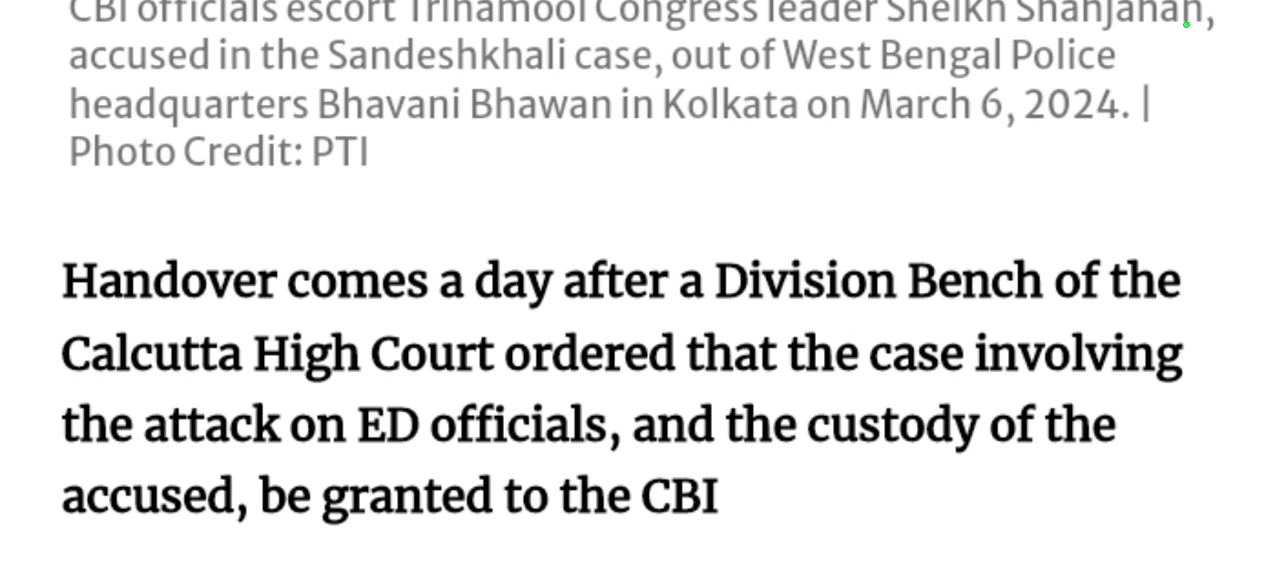 CBI officials escort Trinamool Congress leader Sheikh Shahjahan,
accused in the Sandeshkhali case, out of West Bengal Police
headquarters Bhavani Bhawan in Kolkata on March 6, 2024. |
Photo Credit: PTI
Handover comes a day after a Division Bench of the
Calcutta High Court ordered that the case involving
the attack on ED officials, and the custody of the
accused, be granted to the CBI